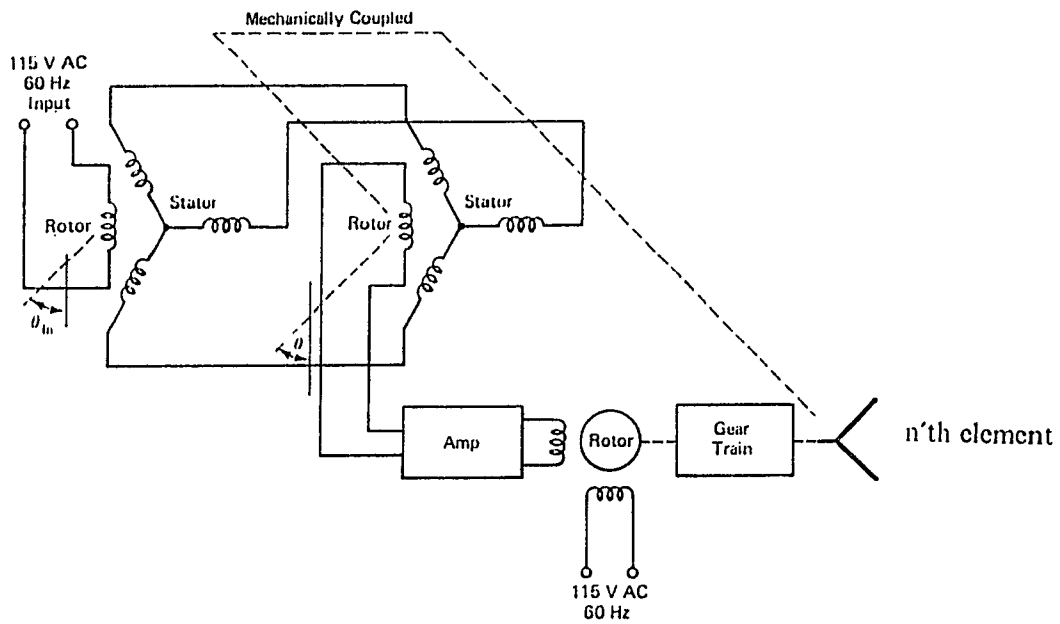 Mechanically Coupled
115 V AC
60 Hz
Input
Stator
Stator
Rotor
Rotor
θ in
θ
Amp
Rotor
Gear
Train
n'th element
115 V AC
60 Hz